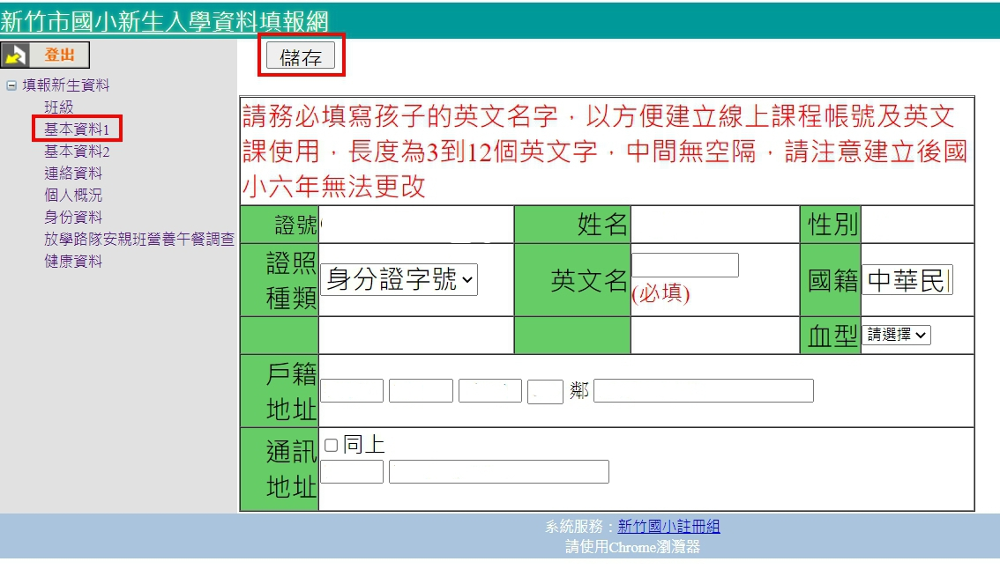 新竹市國小新生入學資料填報網
登出
儲存
填報新生資料
班級
基本資料1
基本資料2
連絡資料
個人概況
身份資料
放學路隊安親班營養午餐調查
健康資料
請務必填寫孩子的英文名字，以方便建立線上課程帳號及英文
課使用，長度為3到12個英文字，中間無空隔，請注意建立後國
小六年無法更改
證號 姓名 性別
證照種類 身分證字號 英文名 (必填) 國籍 中華民
血型 請選擇
戶籍地址 鄰
通訊地址 同上
系統服務：新竹國小註冊組
請使用Chrome瀏灠器